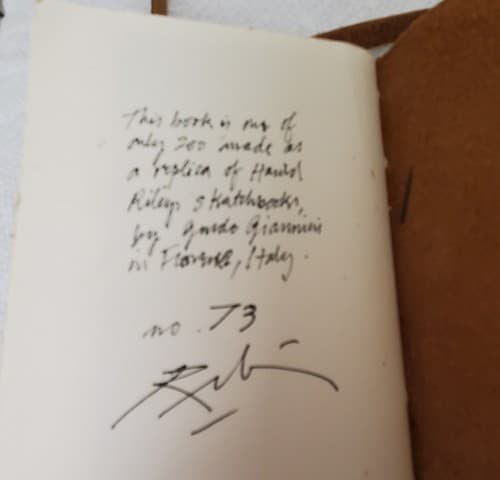 This book is one of
only 200 made as
a replica of Harold
Rileys sketchbooks,
by Guido Giannini
in Florence, Italy.
no. 73